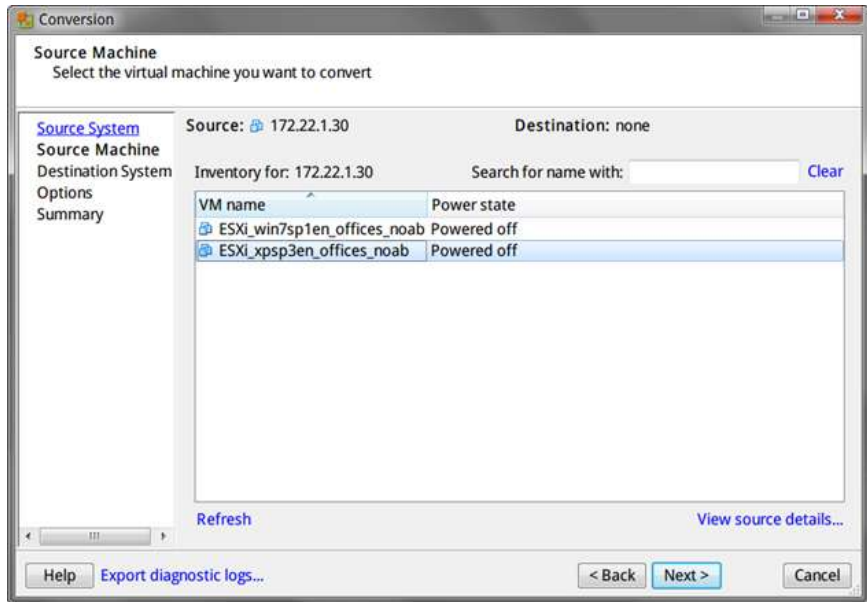 Conversion
Source Machine
Select the virtual machine you want to convert
Source System
Source Machine
Destination System
Options
Summary
Source: 172.22.1.30 Destination: none
Inventory for: 172.22.1.30 Search for name with: Clear
VM name Power state
ESXi_win7sp1en_offices_noab Powered off
ESXi_xpsp3en_offices_noab Powered off
Refresh View source details...
Help Export diagnostic logs... < Back Next > Cancel